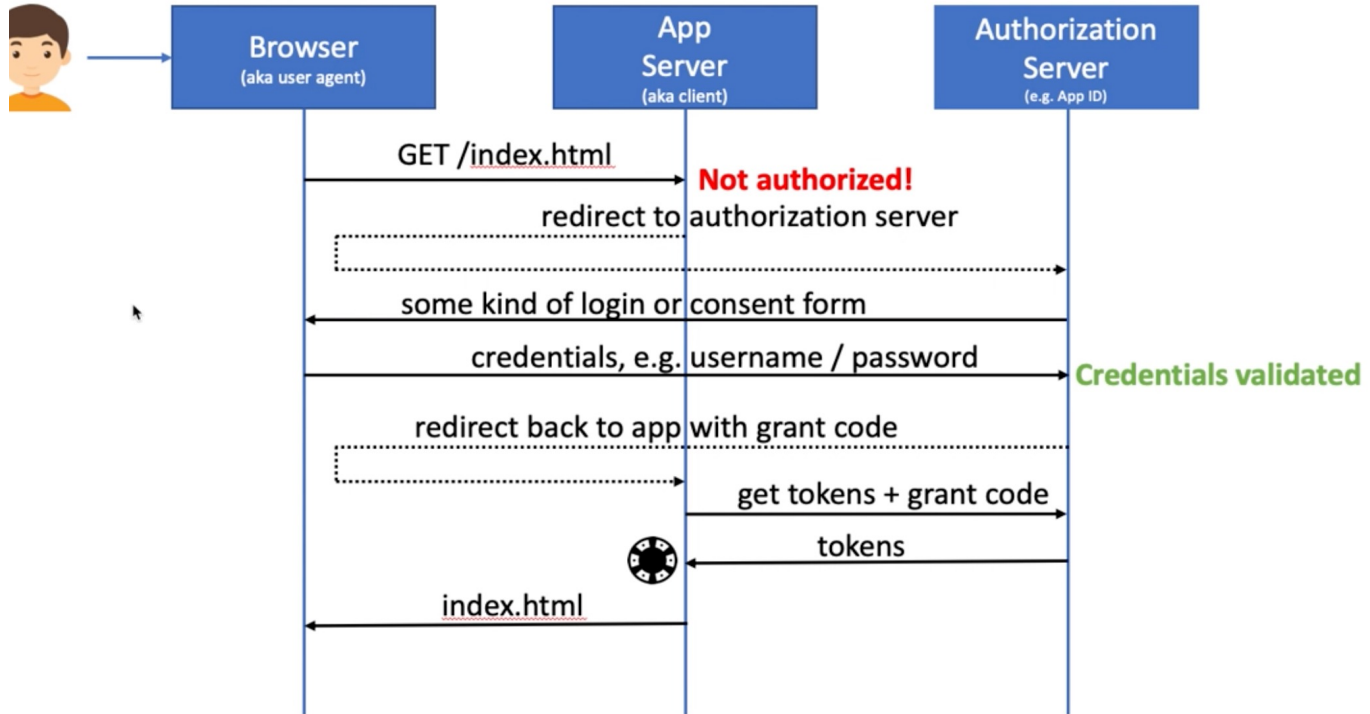 Browser
(aka user agent)
App
Server
(aka client)
Authorization
Server
(e.g. App ID)
GET /index.html
Not authorized!
redirect to authorization server
some kind of login or consent form
credentials, e.g. username / password
Credentials validated
redirect back to app with grant code
get tokens + grant code
tokens
index.html